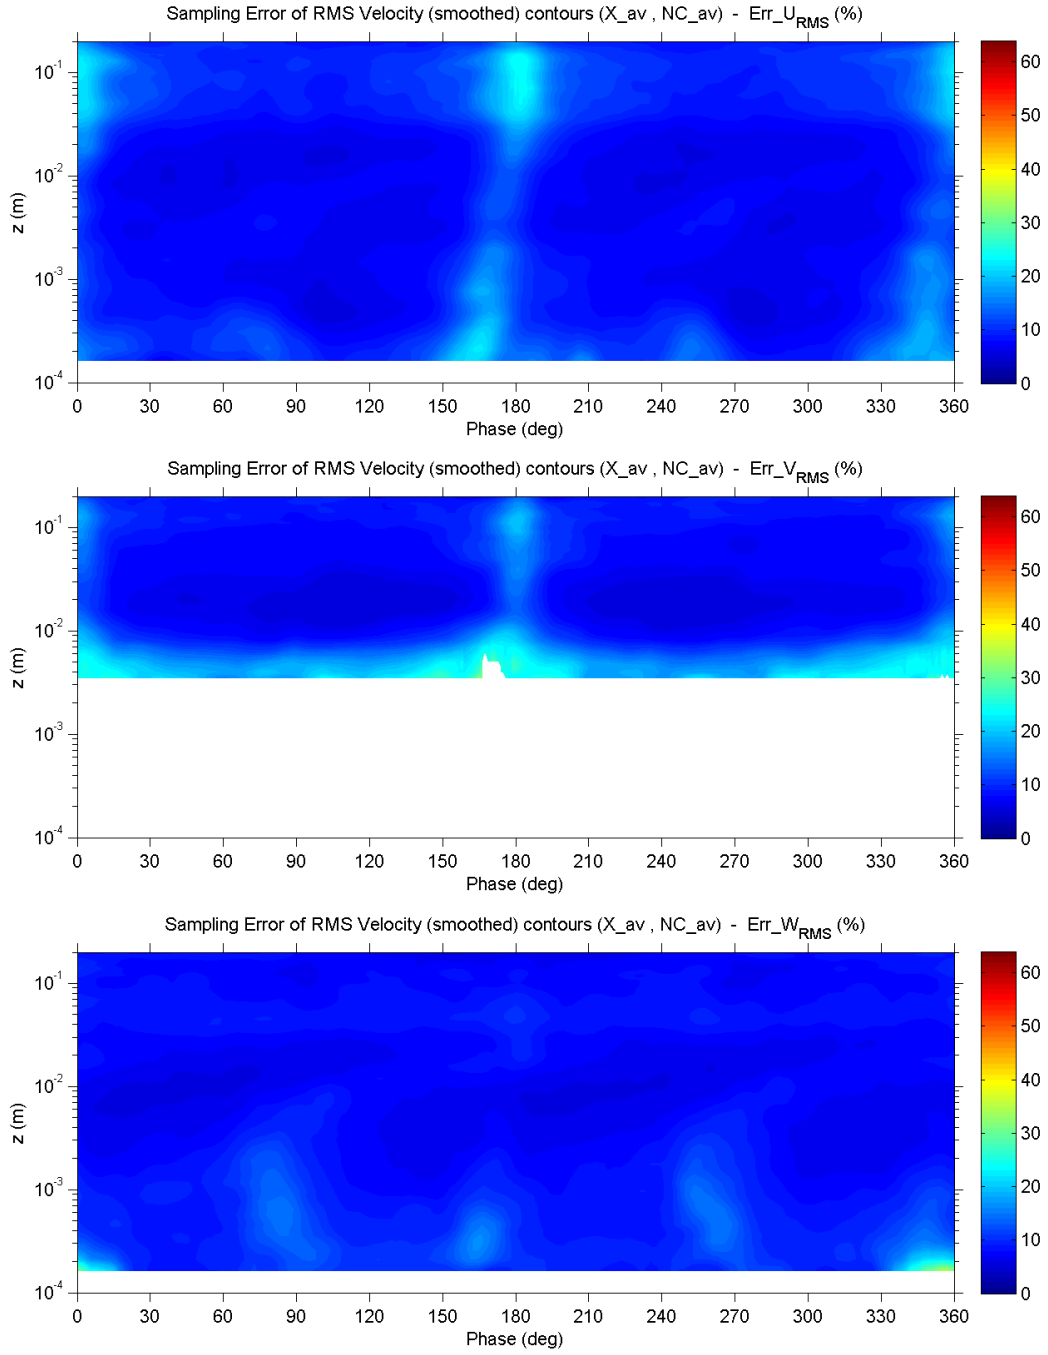 Sampling Error of RMS Velocity (smoothed) contours (X_av , NC_av) - Err_U_RMS (%)
z (m)
10^-1
10^-2
10^-3
10^-4
0 30 60 90 120 150 180 210 240 270 300 330 360
Phase (deg)
60
50
40
30
20
10
0
Sampling Error of RMS Velocity (smoothed) contours (X_av , NC_av) - Err_V_RMS (%)
z (m)
10^-1
10^-2
10^-3
10^-4
0 30 60 90 120 150 180 210 240 270 300 330 360
Phase (deg)
60
50
40
30
20
10
0
Sampling Error of RMS Velocity (smoothed) contours (X_av , NC_av) - Err_W_RMS (%)
z (m)
10^-1
10^-2
10^-3
10^-4
0 30 60 90 120 150 180 210 240 270 300 330 360
Phase (deg)
60
50
40
30
20
10
0